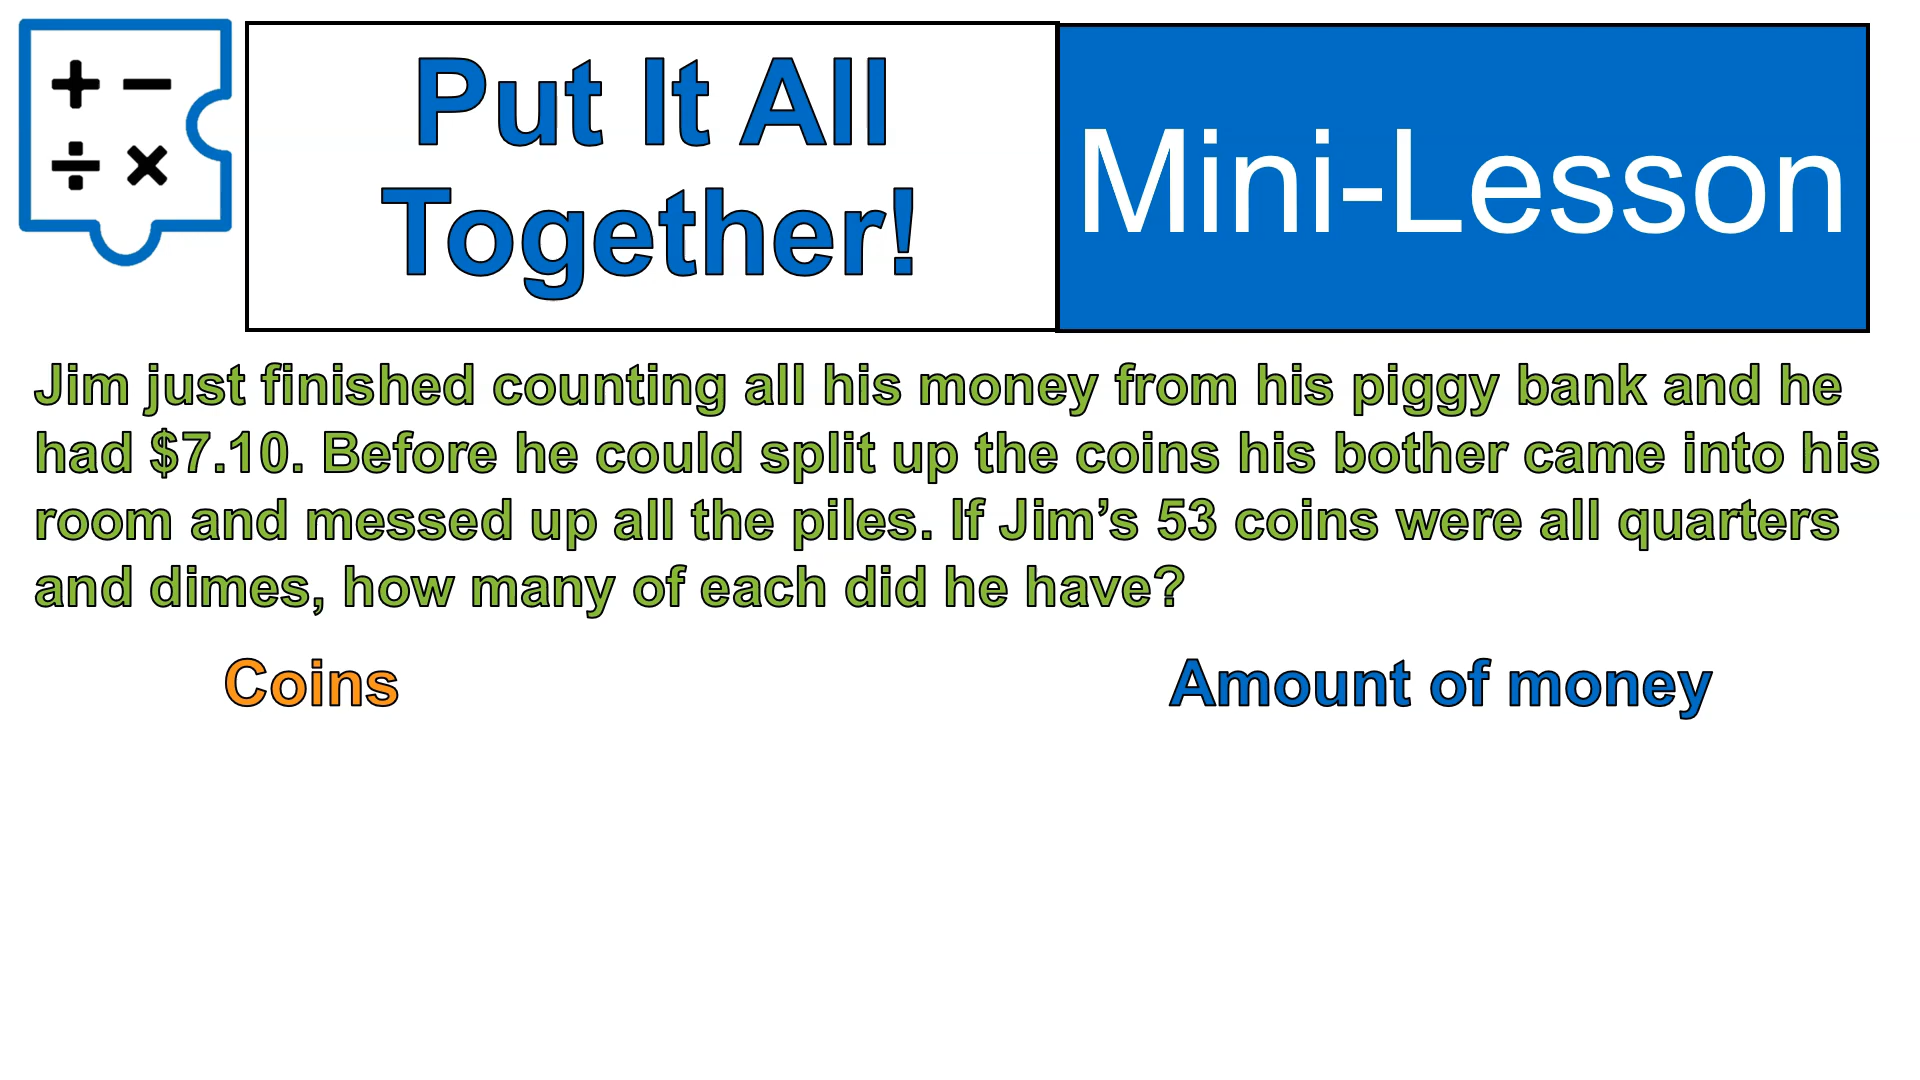 Put It All
Together!
Mini-Lesson
Jim just finished counting all his money from his piggy bank and he
had $7.10. Before he could split up the coins his bother came into his
room and messed up all the piles. If Jim’s 53 coins were all quarters
and dimes, how many of each did he have?
Coins
Amount of money